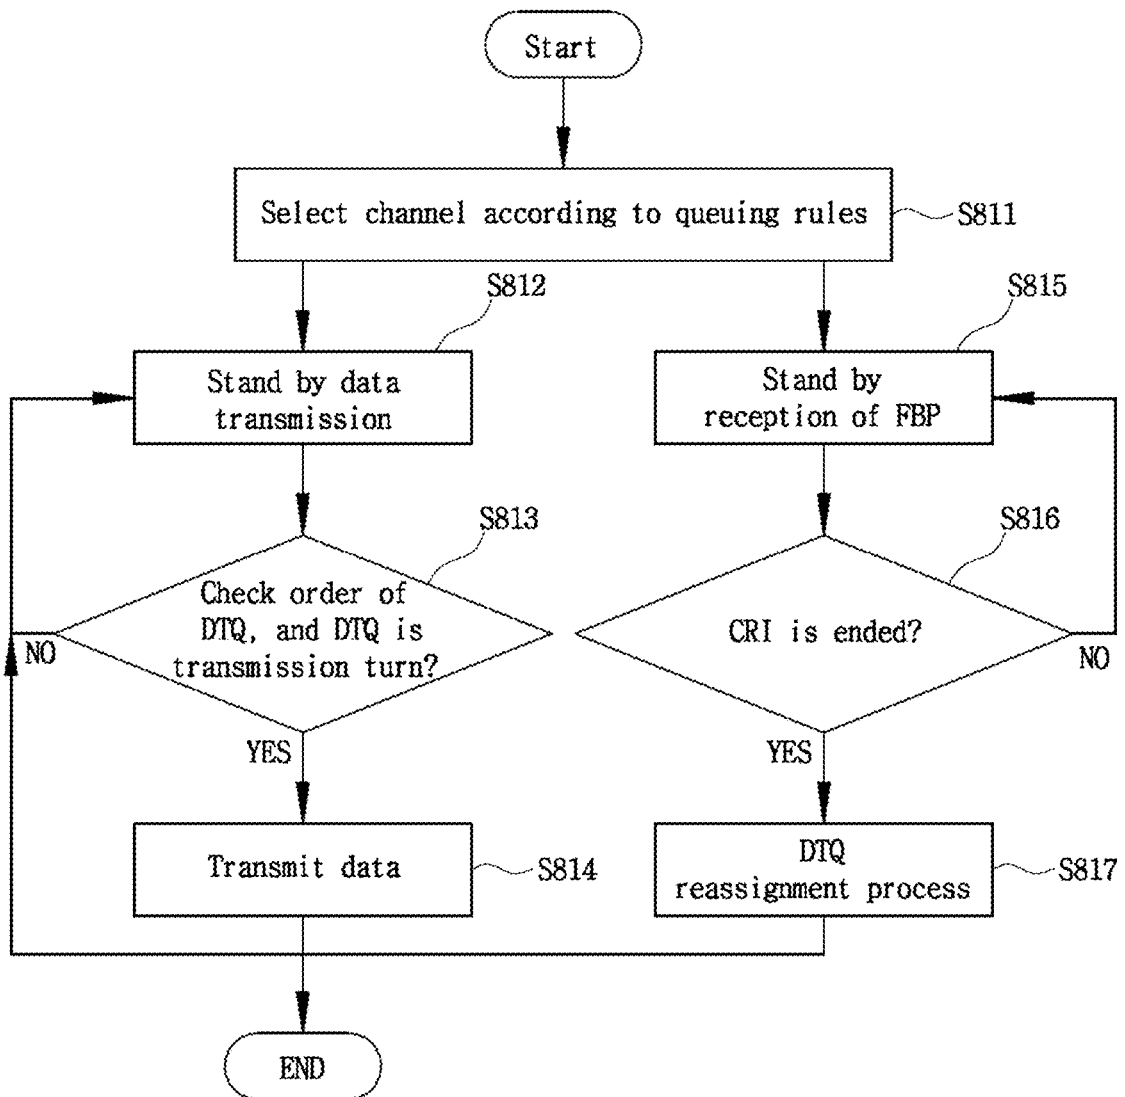 Start
Select channel according to queuing rules
S811
S812
Stand by data
transmission
S813
Check order of
DTQ, and DTQ is
transmission turn?
NO
YES
Transmit data
S814
S815
Stand by
reception of FBP
S816
CRI is ended?
NO
YES
DTQ
reassignment process
S817
END